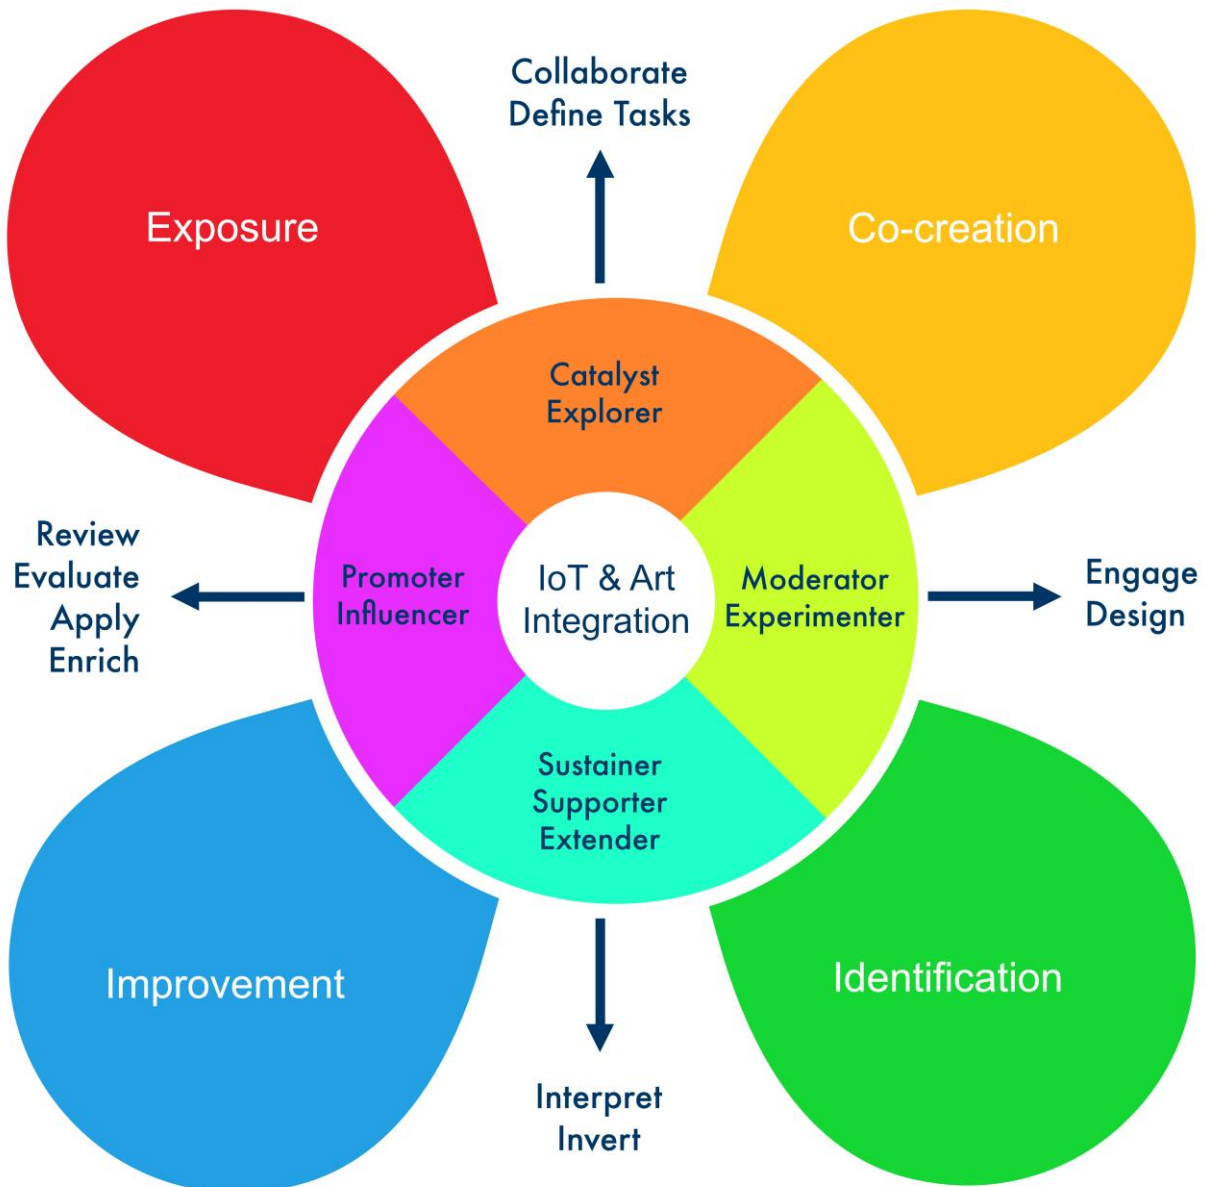 Collaborate
Define Tasks
Exposure
Co-creation
Catalyst
Explorer
Review
Evaluate
Apply
Enrich
Promoter
Influencer
IoT & Art
Integration
Moderator
Experimenter
Engage
Design
Sustainer
Supporter
Extender
Improvement
Identification
Interpret
Invert